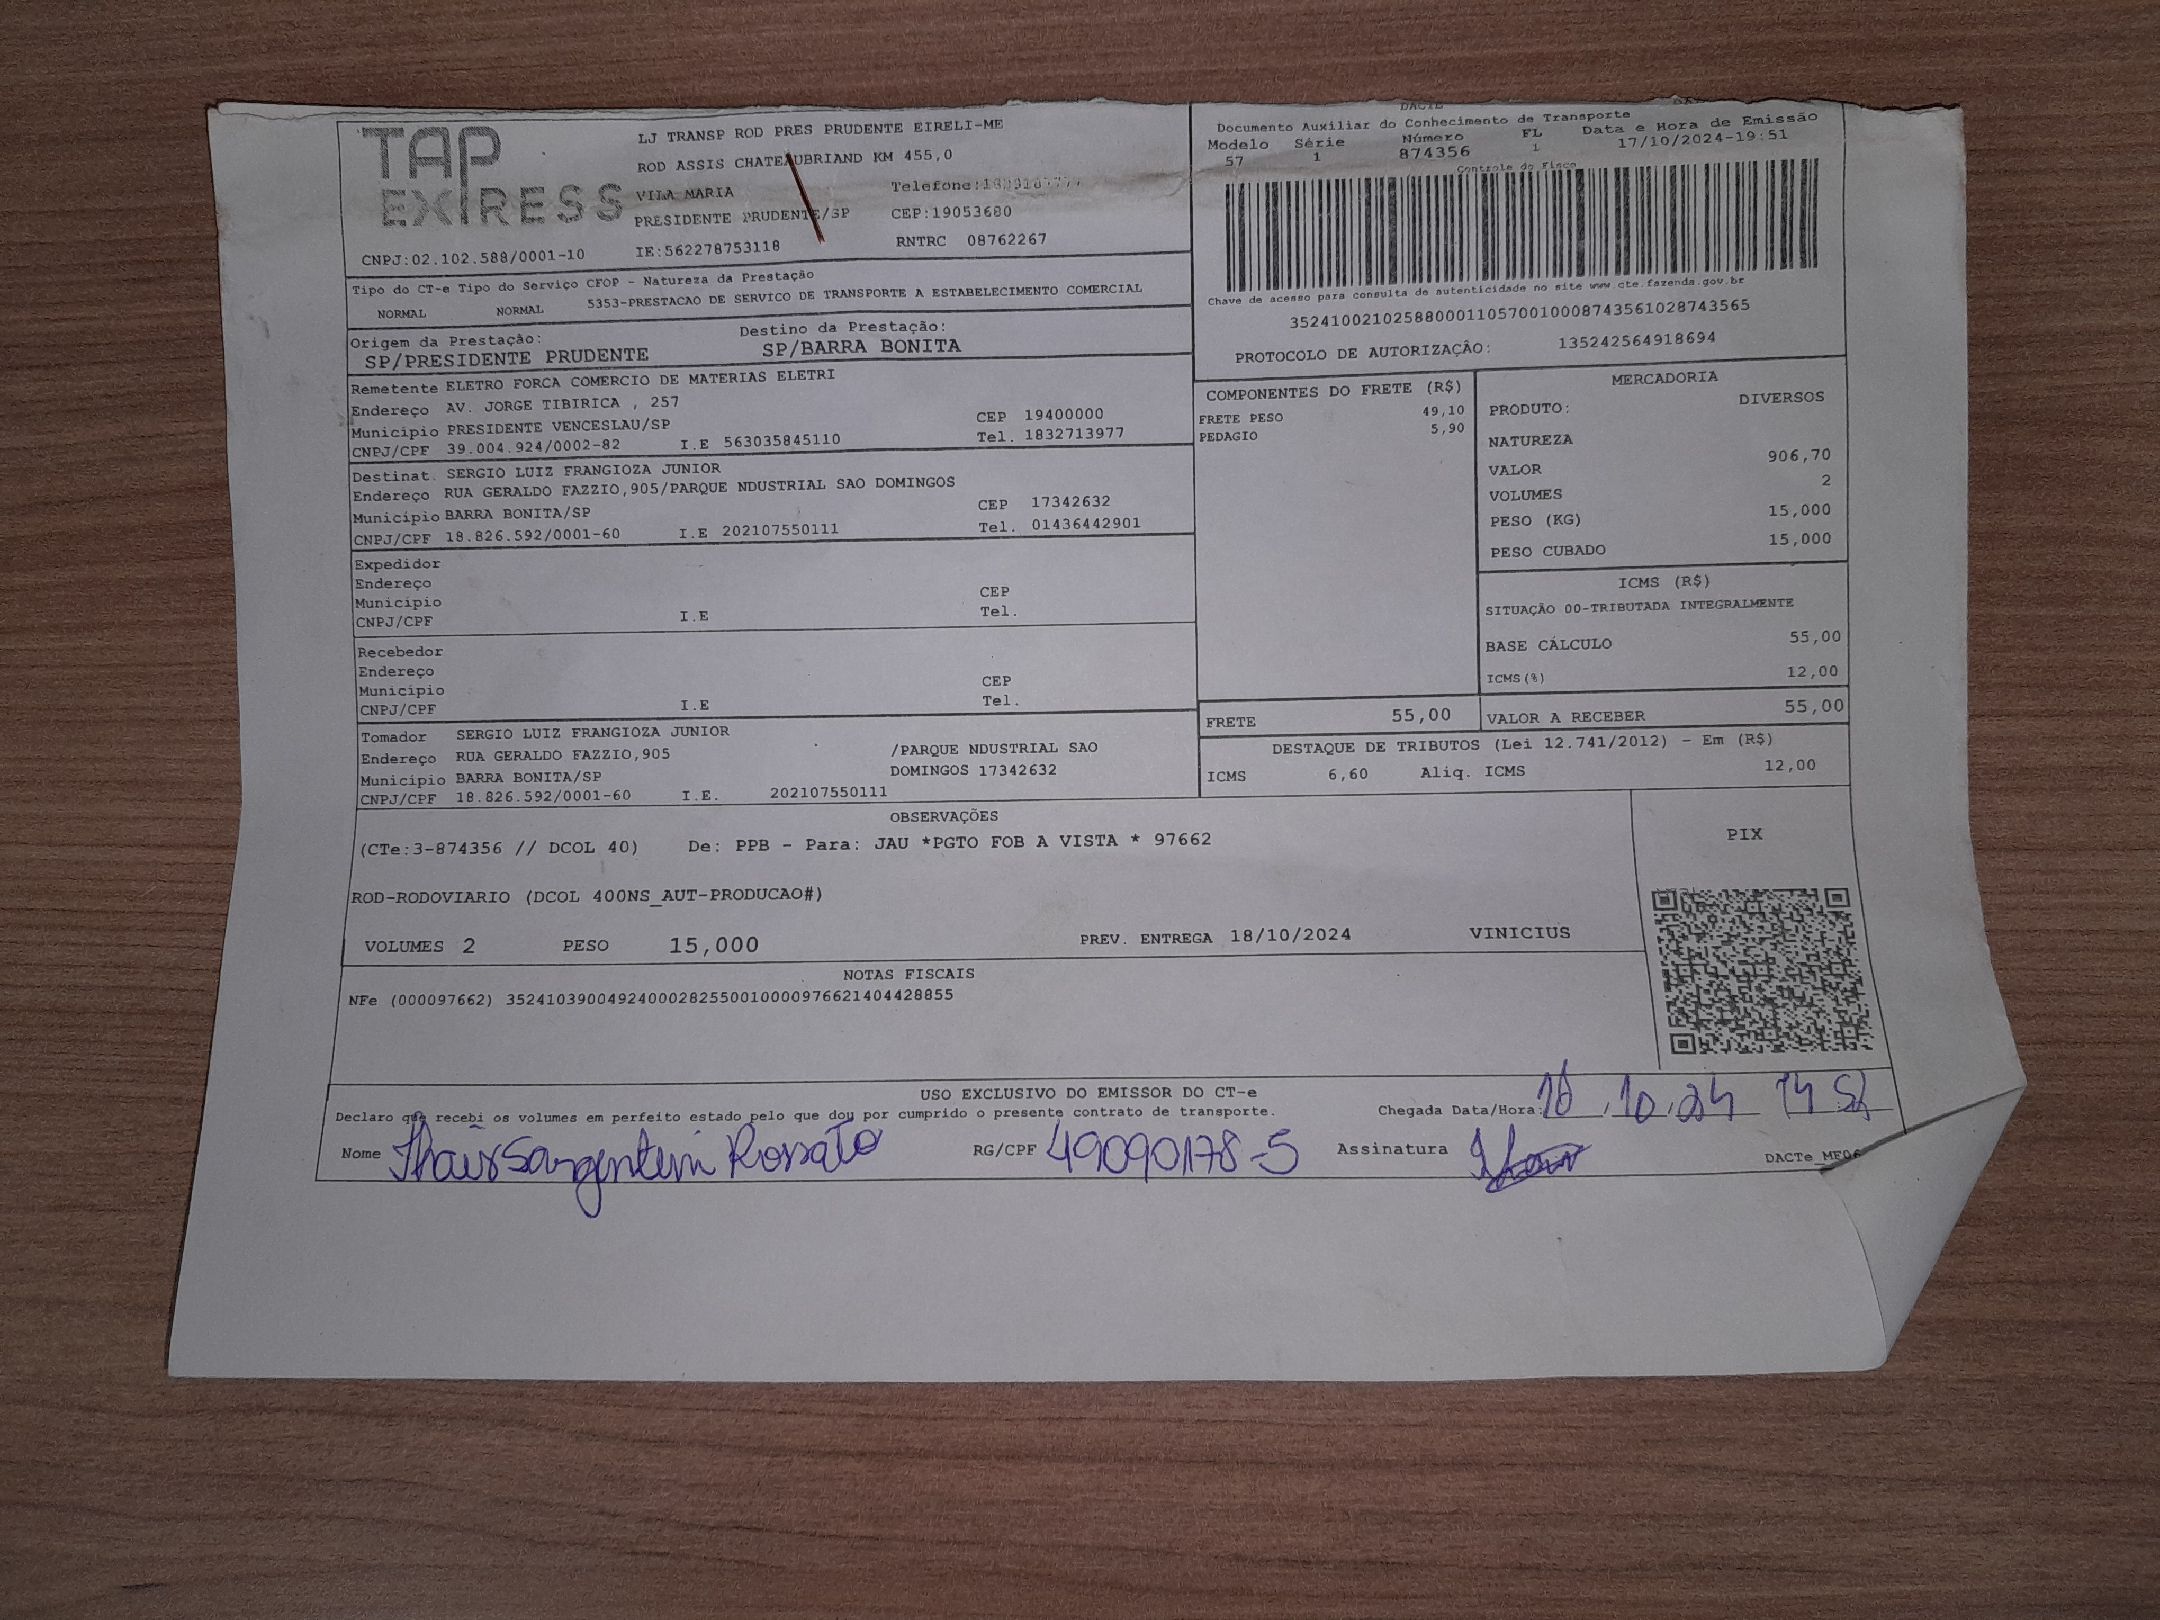 TAP
EXPRESS
CNPJ:02.102.588/0001-10
LJ TRANSP ROD PRES PRUDENTE EIRELI-ME
ROD ASSIS CHATEAUBRIAND KM 455,0
VILA MARIA
Telefone:
PRESIDENTE PRUDENTE/SP CEP:19053680
IE:562278753118 RNTRC 08762267
DACTE
Documento Auxiliar do Conhecimento de Transporte
Modelo Série Número FL Data e Hora de Emissão
57 1 874356 1 17/10/2024-19:51
Controle do Fisco
Chave de acesso para consulta de autenticidade no site www.cte.fazenda.gov.br
35241002102588000110570010008743561028743565
PROTOCOLO DE AUTORIZAÇÃO: 135242564918694
Tipo do CT-e Tipo do Serviço CFOP - Natureza da Prestação
NORMAL NORMAL 5353-PRESTACAO DE SERVICO DE TRANSPORTE A ESTABELECIMENTO COMERCIAL
Origem da Prestação: Destino da Prestação:
SP/PRESIDENTE PRUDENTE SP/BARRA BONITA
Remetente ELETRO FORCA COMERCIO DE MATERIAS ELETRI
Endereço AV. JORGE TIBIRICA , 257
Município PRESIDENTE VENCESLAU/SP CEP 19400000
CNPJ/CPF 39.004.924/0002-82 I.E 563035845110 Tel. 1832713977
Destinat. SERGIO LUIZ FRANGIOZA JUNIOR
Endereço RUA GERALDO FAZZIO,905/PARQUE NDUSTRIAL SAO DOMINGOS
Município BARRA BONITA/SP CEP 17342632
CNPJ/CPF 18.826.592/0001-60 I.E 202107550111 Tel. 01436442901
Expedidor
Endereço
Município CEP
CNPJ/CPF I.E Tel.
Recebedor
Endereço
Município CEP
CNPJ/CPF I.E Tel.
Tomador SERGIO LUIZ FRANGIOZA JUNIOR
Endereço RUA GERALDO FAZZIO,905 /PARQUE NDUSTRIAL SAO
Município BARRA BONITA/SP DOMINGOS 17342632
CNPJ/CPF 18.826.592/0001-60 I.E. 202107550111
COMPONENTES DO FRETE (R$)
FRETE PESO 49,10
PEDAGIO 5,90
MERCADORIA
PRODUTO: DIVERSOS
NATUREZA
VALOR 906,70
VOLUMES 2
PESO (KG) 15,000
PESO CUBADO 15,000
ICMS (R$)
SITUAÇÃO 00-TRIBUTADA INTEGRALMENTE
BASE CÁLCULO 55,00
ICMS(%) 12,00
FRETE 55,00 VALOR A RECEBER 55,00
DESTAQUE DE TRIBUTOS (Lei 12.741/2012) - Em (R$)
ICMS 6,60 Aliq. ICMS 12,00
OBSERVAÇÕES
(CTe:3-874356 // DCOL 40) De: PPB - Para: JAU *PGTO FOB A VISTA * 97662
ROD-RODOVIARIO (DCOL 400NS_AUT-PRODUCAO#)
VOLUMES 2 PESO 15,000 PREV. ENTREGA 18/10/2024 VINICIUS
PIX
NOTAS FISCAIS
NFe (000097662) 35241039004924000282550010000976621404428855
USO EXCLUSIVO DO EMISSOR DO CT-e
Declaro que recebi os volumes em perfeito estado pelo que dou por cumprido o presente contrato de transporte. Chegada Data/Hora: 18.10.24 14
Nome Thais Sargentini Rossato RG/CPF 49090178-5 Assinatura
DACTe_MF06